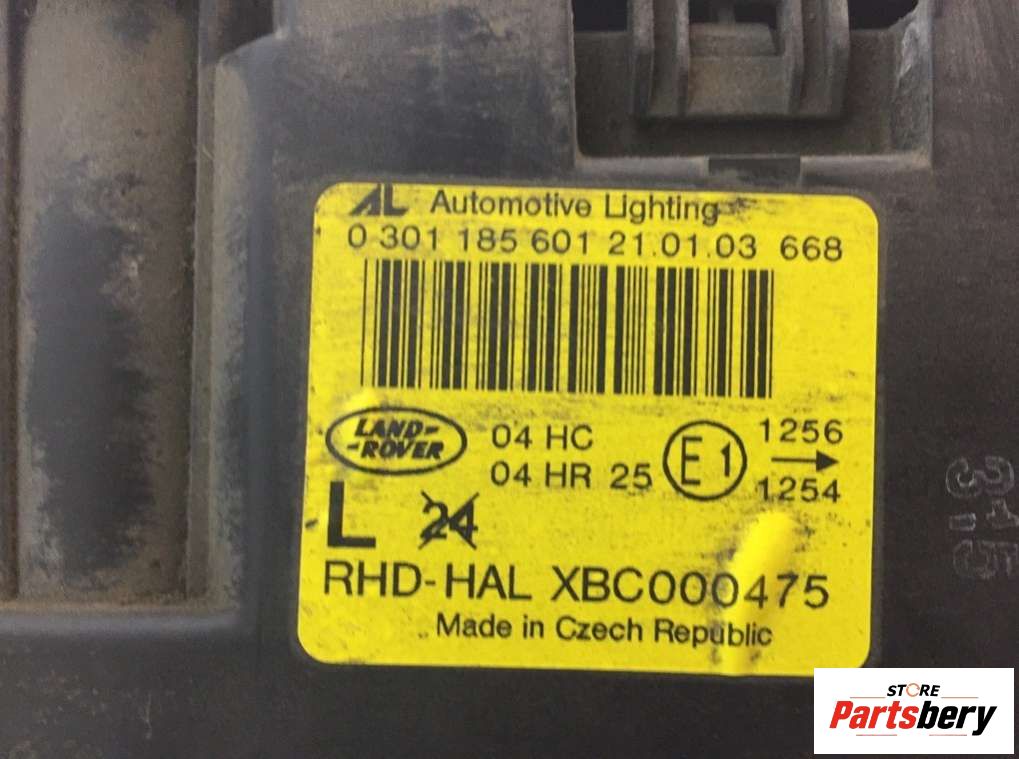 AL Automotive Lighting
0 301 185 601 21.01.03 668
LAND-
-ROVER
04 HC
04 HR 25
E1
1256
1254
L 24
RHD-HAL XBC000475
Made in Czech Republic
STORE
Partsbery